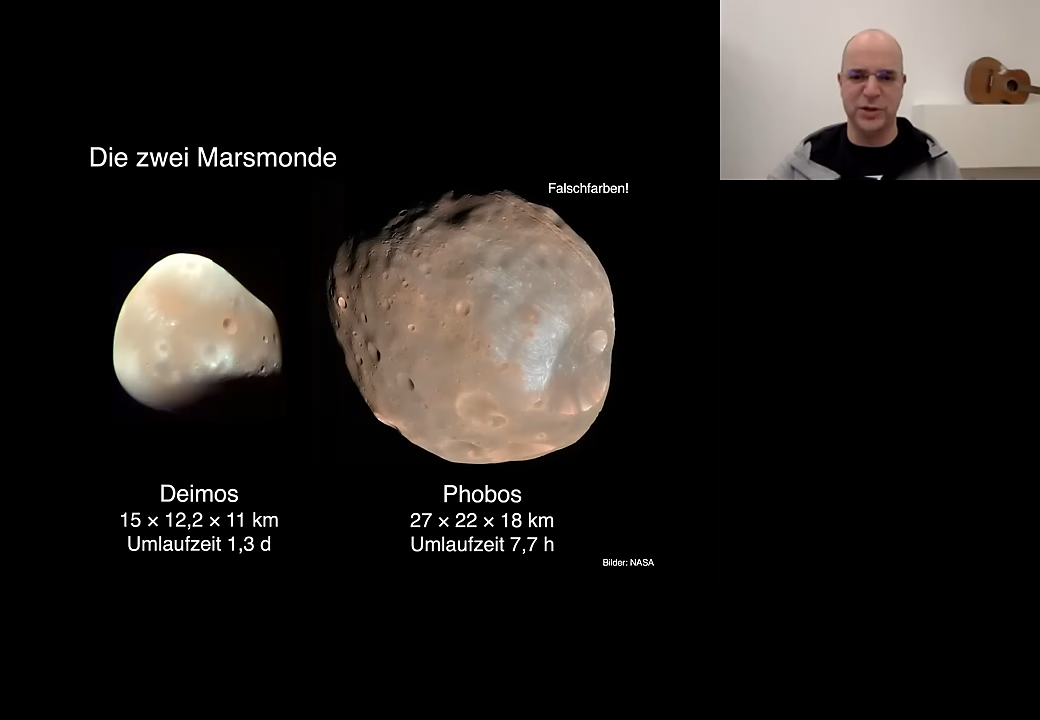 Die zwei Marsmonde
Falschfarben!
Deimos
15 × 12,2 × 11 km
Umlaufzeit 1,3 d
Phobos
27 × 22 × 18 km
Umlaufzeit 7,7 h
Bilder: NASA